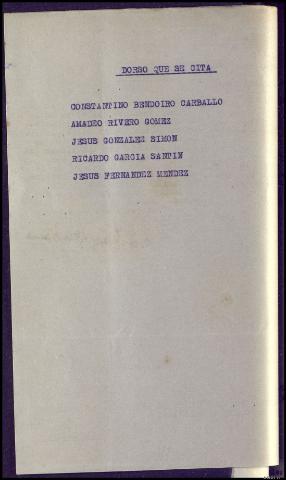 DORSO QUE SE CITA
CONSTANTINO BENDOIRO CARBALLO
AMADEO RIVERO GOMEZ
JESUS GONZALEZ SIMON
RICARDO GARCIA SANTIN
JESUS FERNANDEZ MENDEZ